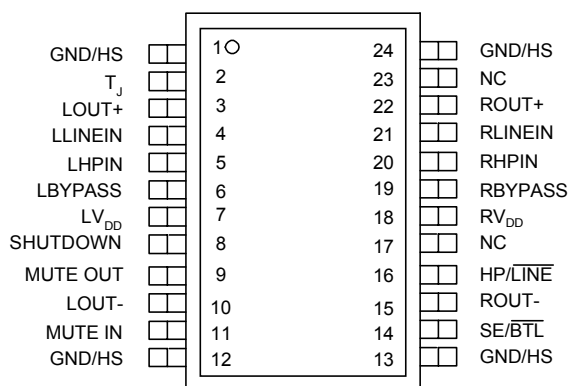 GND/HS 1 24 GND/HS
TJ 2 23 NC
LOUT+ 3 22 ROUT+
LLINEIN 4 21 RLINEIN
LHPIN 5 20 RHPIN
LBYPASS 6 19 RBYPASS
LVDD 7 18 RVDD
SHUTDOWN 8 17 NC
MUTE OUT 9 16 HP/LINE
LOUT- 10 15 ROUT-
MUTE IN 11 14 SE/BTL
GND/HS 12 13 GND/HS